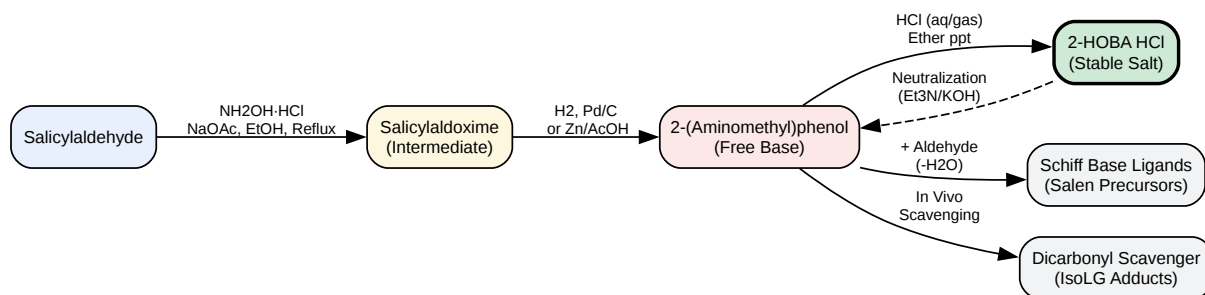 Salicylaldehyde
NH2OH·HCl
NaOAc, EtOH, Reflux
Salicylaldoxime
(Intermediate)
H2, Pd/C
or Zn/AcOH
2-(Aminomethyl)phenol
(Free Base)
HCl (aq/gas)
Ether ppt
2-HOBA HCl
(Stable Salt)
Neutralization
(Et3N/KOH)
+ Aldehyde
(-H2O)
Schiff Base Ligands
(Salen Precursors)
In Vivo
Scavenging
Dicarbonyl Scavenger
(IsoLG Adducts)